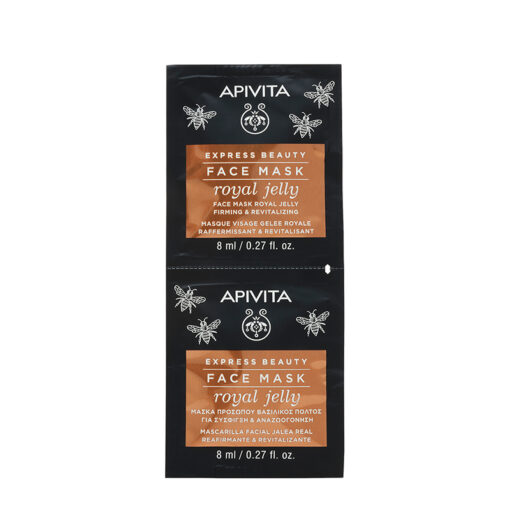 APIVITA
EXPRESS BEAUTY
FACE MASK
royal jelly
FACE MASK ROYAL JELLY
FIRMING & REVITALIZING
MASQUE VISAGE GELEE ROYALE
RAFFERMISSANT & REVITALISANT
8 ml / 0.27 fl. oz.
APIVITA
EXPRESS BEAUTY
FACE MASK
royal jelly
ΜΑΣΚΑ ΠΡΟΣΩΠΟΥ ΒΑΣΙΛΙΚΟΣ ΠΟΛΤΟΣ
ΓΙΑ ΣΥΣΦΙΓΞΗ & ΑΝΑΖΩΟΓΟΝΗΣΗ
MASCARILLA FACIAL JALEA REAL
REAFIRMANTE & REVITALIZANTE
8 ml / 0.27 fl. oz.